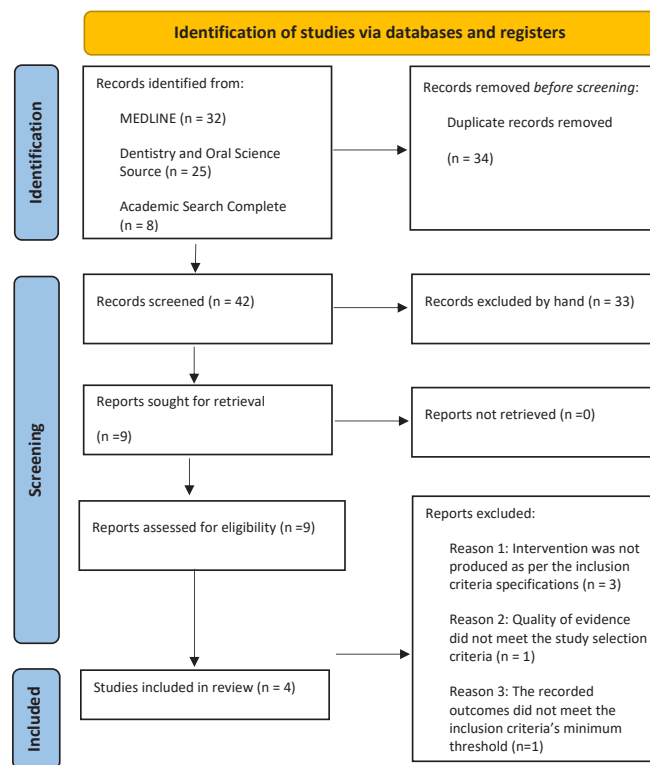 Identification of studies via databases and registers
Identification
Records identified from:
MEDLINE (n = 32)
Dentistry and Oral Science
Source (n = 25)
Academic Search Complete
(n = 8)
Records removed before screening:
Duplicate records removed
(n = 34)
Screening
Records screened (n = 42)
Records excluded by hand (n = 33)
Reports sought for retrieval
(n =9)
Reports not retrieved (n =0)
Reports assessed for eligibility (n =9)
Reports excluded:
Reason 1: Intervention was not
produced as per the inclusion
criteria specifications (n = 3)
Reason 2: Quality of evidence
did not meet the study selection
criteria (n = 1)
Reason 3: The recorded
outcomes did not meet the
inclusion criteria’s minimum
threshold (n=1)
Included
Studies included in review (n = 4)